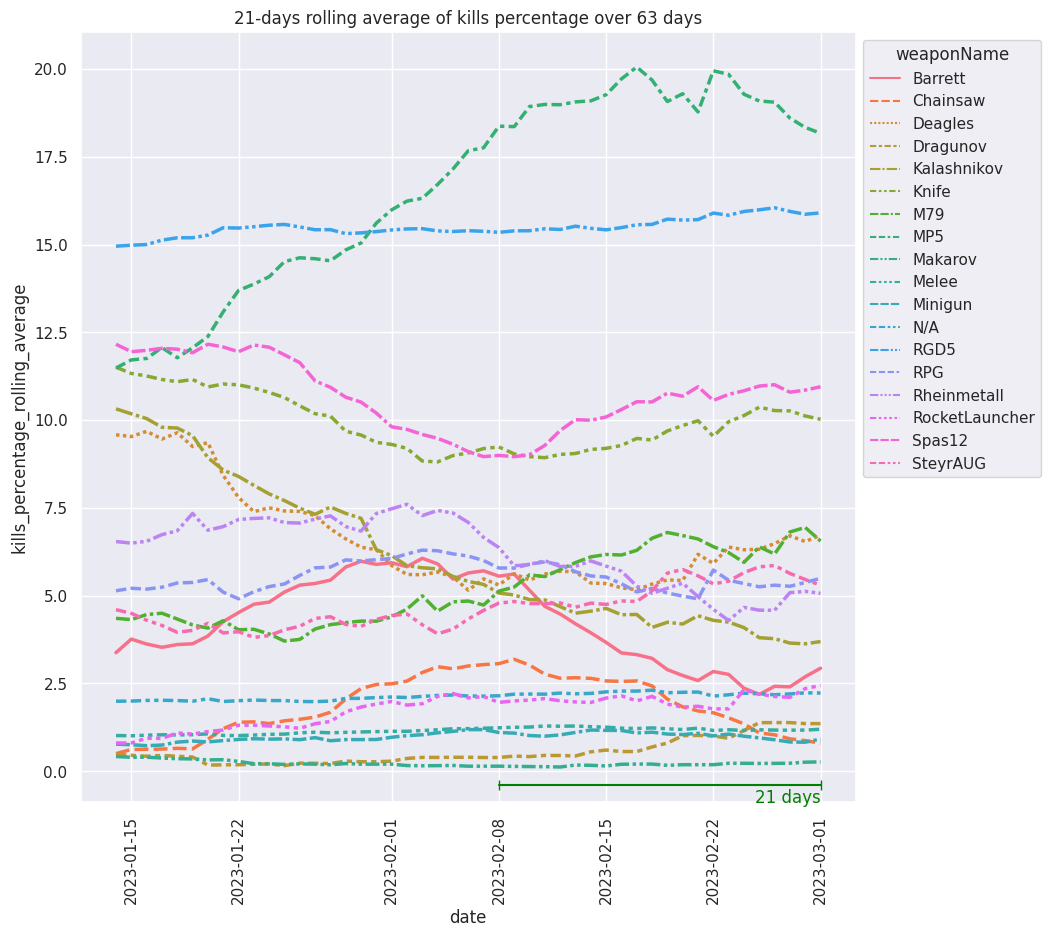 21-days rolling average of kills percentage over 63 days
weaponName
Barrett
Chainsaw
Deagles
Dragunov
Kalashnikov
Knife
M79
MP5
Makarov
Melee
Minigun
N/A
RGD5
RPG
Rheinmetall
RocketLauncher
Spas12
SteyrAUG
kills_percentage_rolling_average
20.0
17.5
15.0
12.5
10.0
7.5
5.0
2.5
0.0
21 days
2023-01-15
2023-01-22
2023-02-01
2023-02-08
2023-02-15
2023-02-22
2023-03-01
date